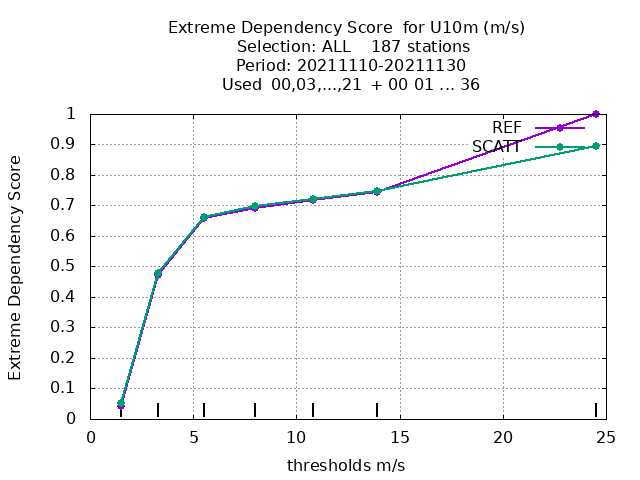 Extreme Dependency Score  for U10m (m/s)
Selection: ALL    187 stations
Period: 20211110-20211130
Used  00,03,...,21  + 00 01 ... 36
Extreme Dependency Score
1
0.9
0.8
0.7
0.6
0.5
0.4
0.3
0.2
0.1
0
REF
SCATT
0 5 10 15 20 25
thresholds m/s